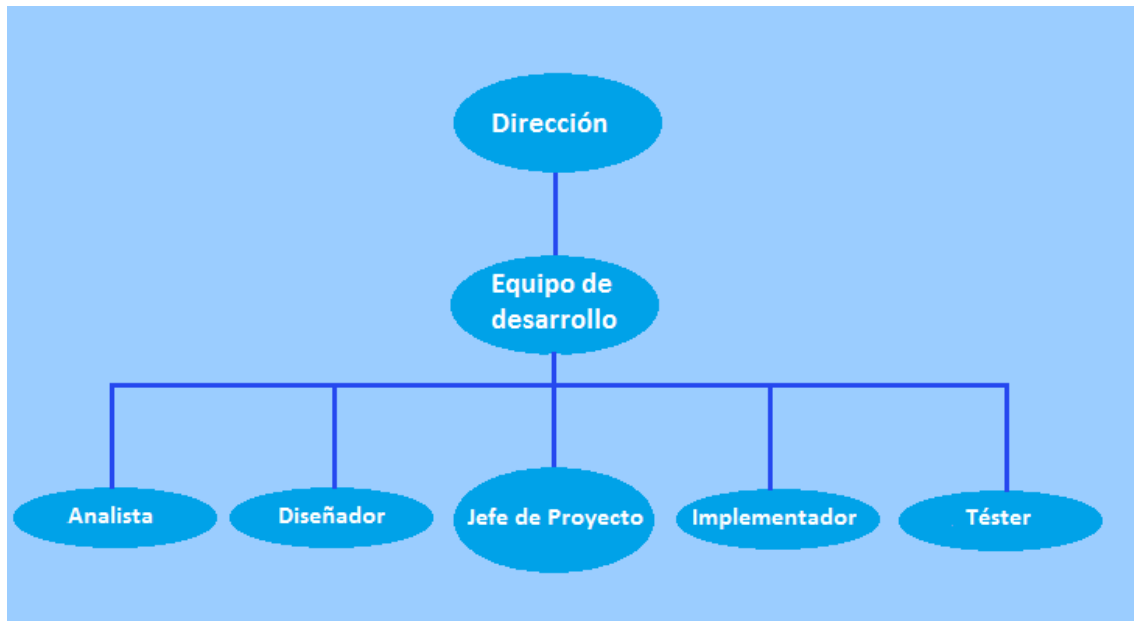 Dirección
Equipo de
desarrollo
Analista
Diseñador
Jefe de Proyecto
Implementador
Téster